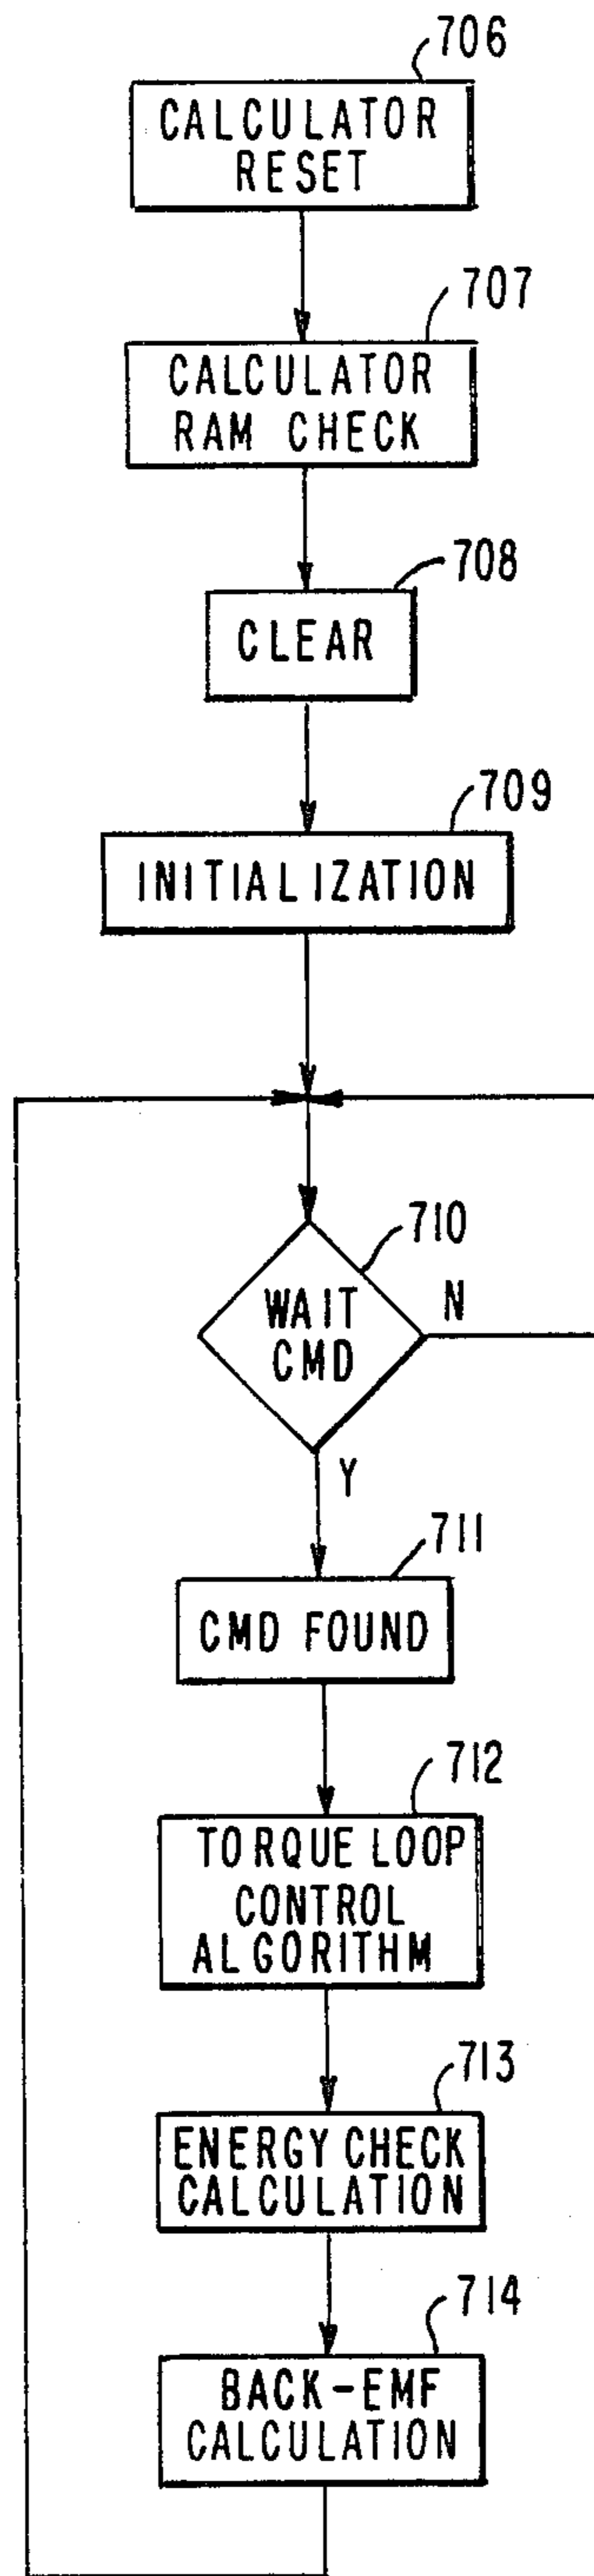 706
CALCULATOR
RESET
707
CALCULATOR
RAM CHECK
708
CLEAR
709
INITIALIZATION
710
WAIT
CMD
N
Y
711
CMD FOUND
712
TORQUE LOOP
CONTROL
ALGORITHM
713
ENERGY CHECK
CALCULATION
714
BACK-EMF
CALCULATION